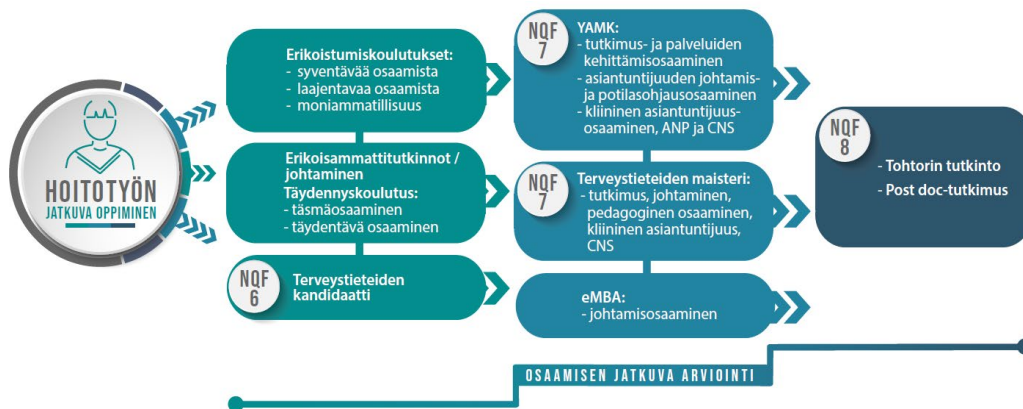 HOITOTYÖN
JATKUVA OPPIMINEN
Erikoistumiskoulutukset:
- syventävää osaamista
- laajentavaa osaamista
- moniammatillisuus
Erikoisammattitutkinnot /
johtaminen
Täydennyskoulutus:
- täsmäosaaminen
- täydentävä osaaminen
NQF
6
Terveystieteiden
kandidaatti
NQF
7
YAMK:
- tutkimus- ja palveluiden
kehittämisosaaminen
- asiantuntijuuden johtamis-
ja potilasohjausosaaminen
- kliininen asiantuntijuus-
osaaminen, ANP ja CNS
NQF
7
Terveystieteiden maisteri:
- tutkimus, johtaminen,
pedagoginen osaaminen,
kliininen asiantuntijuus,
CNS
eMBA:
- johtamisosaaminen
NQF
8
- Tohtorin tutkinto
- Post doc-tutkimus
OSAAMISEN JATKUVA ARVIOINTI